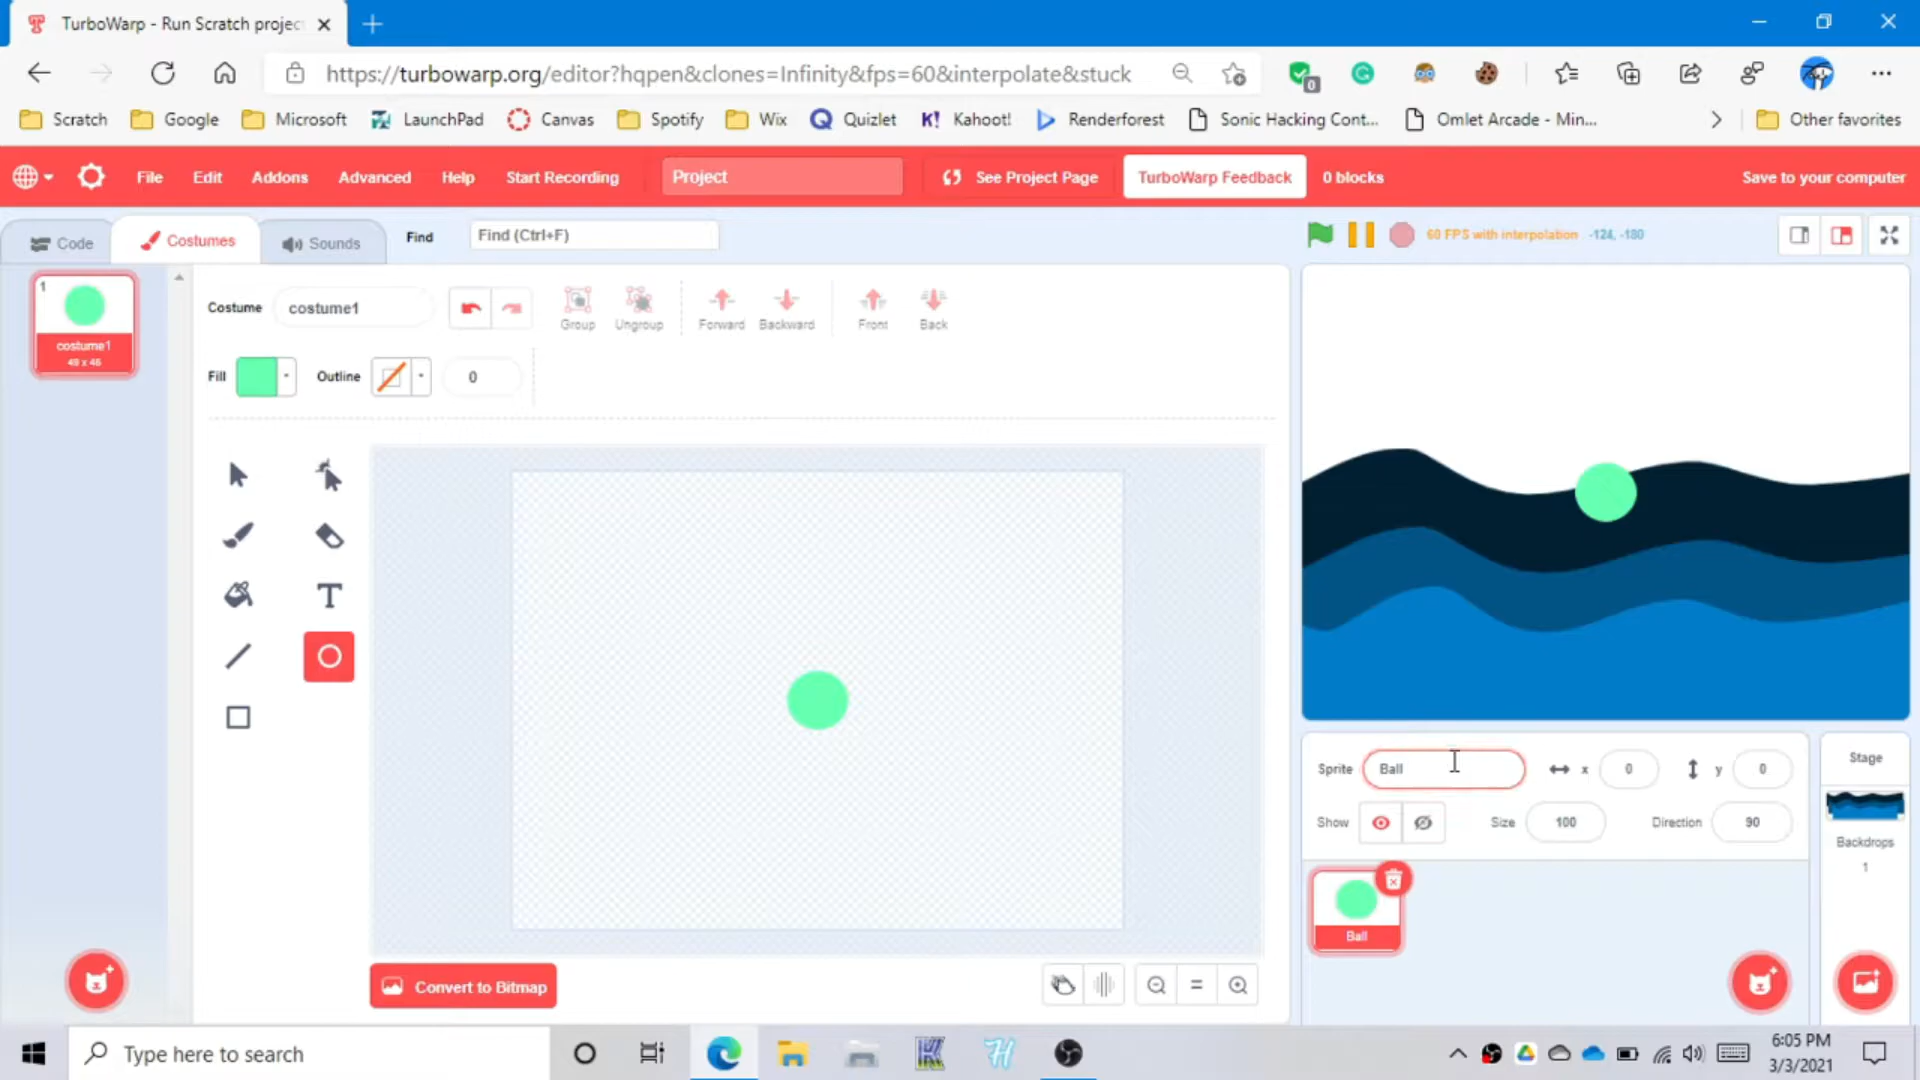 TurboWarp - Run Scratch projec
https://turbowarp.org/editor?hqpen&clones=Infinity&fps=60&interpolate&stuck
0
Scratch Google Microsoft LaunchPad Canvas Spotify Wix Quizlet K! Kahoot! Renderforest Sonic Hacking Cont... Omlet Arcade - Min... Other favorites
File Edit Addons Advanced Help Start Recording Project See Project Page TurboWarp Feedback 0 blocks Save to your computer
Code Costumes Sounds Find Find (Ctrl+F) 60 FPS with interpolation -124, -180
1
costume1
49 x 46
Costume costume1 Group Ungroup Forward Backward Front Back
Fill Outline 0
T
Convert to Bitmap
Sprite Ball x 0 y 0
Show Size 100 Direction 90
Ball
Stage
Backdrops
1
Type here to search
6:05 PM
3/3/2021